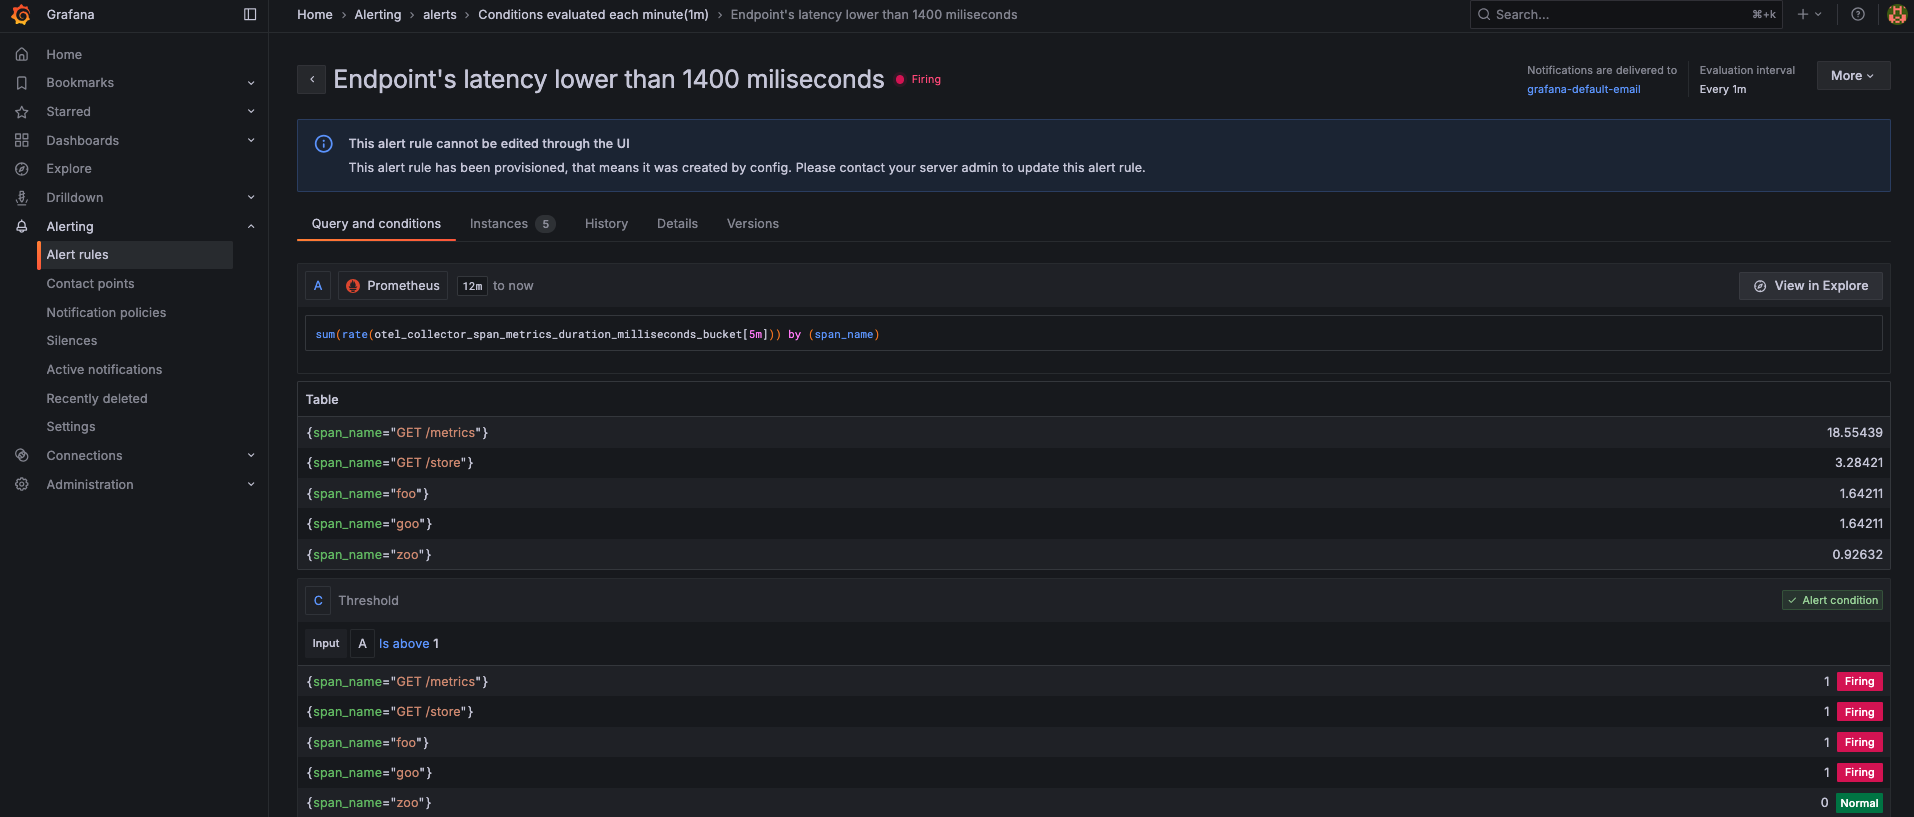 Grafana
Home › Alerting › alerts › Conditions evaluated each minute(1m) › Endpoint's latency lower than 1400 miliseconds
Search...
⌘+k
Home
Bookmarks
Starred
Dashboards
Explore
Drilldown
Alerting
Alert rules
Contact points
Notification policies
Silences
Active notifications
Recently deleted
Settings
Connections
Administration
Endpoint's latency lower than 1400 miliseconds
Firing
Notifications are delivered to
grafana-default-email
Evaluation interval
Every 1m
More
This alert rule cannot be edited through the UI
This alert rule has been provisioned, that means it was created by config. Please contact your server admin to update this alert rule.
Query and conditions
Instances 5
History
Details
Versions
A Prometheus 12m to now
View in Explore
sum(rate(otel_collector_span_metrics_duration_milliseconds_bucket[5m])) by (span_name)
Table
{span_name="GET /metrics"} 18.55439
{span_name="GET /store"} 3.28421
{span_name="foo"} 1.64211
{span_name="goo"} 1.64211
{span_name="zoo"} 0.92632
C Threshold
Alert condition
Input A Is above 1
{span_name="GET /metrics"} 1 Firing
{span_name="GET /store"} 1 Firing
{span_name="foo"} 1 Firing
{span_name="goo"} 1 Firing
{span_name="zoo"} 0 Normal